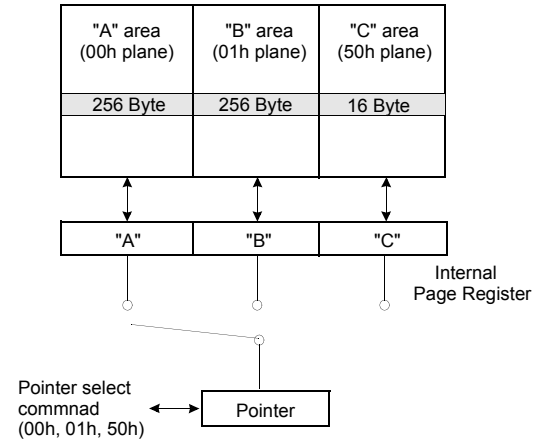 "A" area
(00h plane)
"B" area
(01h plane)
"C" area
(50h plane)
256 Byte
256 Byte
16 Byte
"A"
"B"
"C"
Internal
Page Register
Pointer select
commnad
(00h, 01h, 50h)
Pointer